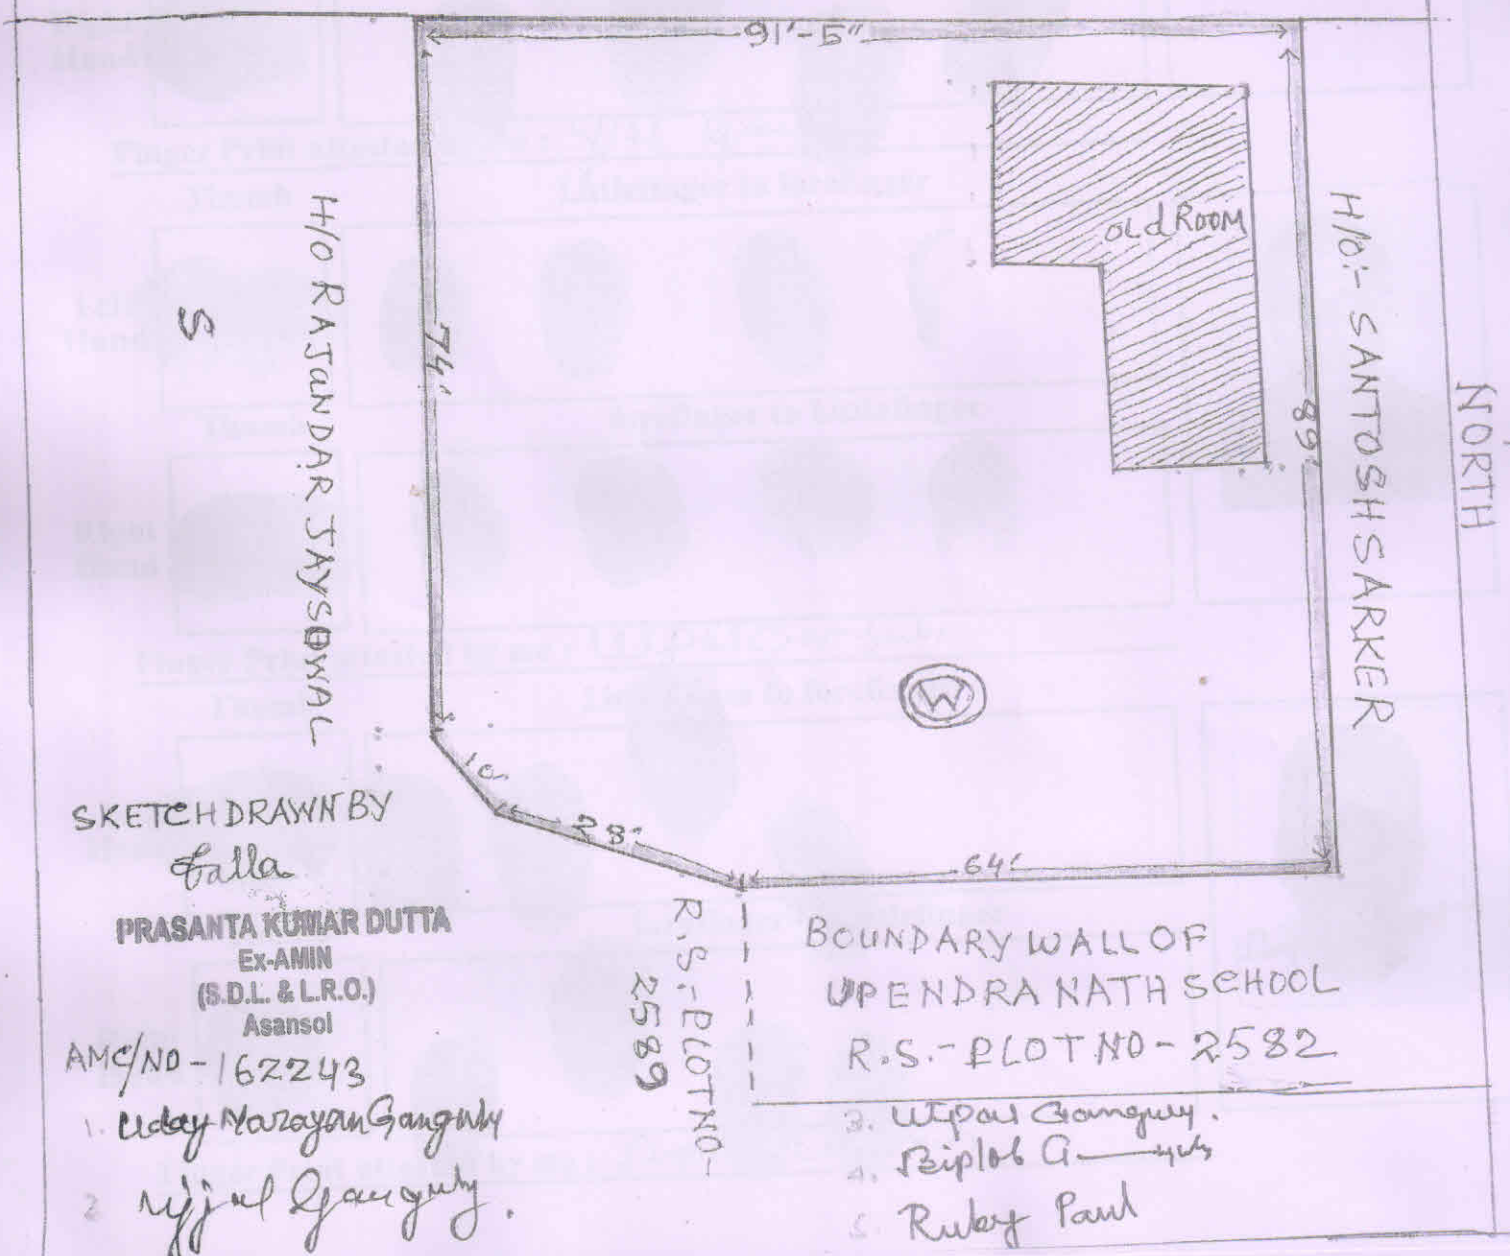 91'-5"
OLd ROOM
H/O RAJANDAR JAYSOWAL
S
74'
89'
H/O:- SANTOSH SARKER
NORTH
W
10'
28'
64'
SKETCH DRAWN BY
PRASANTA KUMAR DUTTA
Ex-AMIN
(S.D.L. & L.R.O.)
Asansol
AMC/NO-162243
R.S.- PLOT NO-
2589
BOUNDARY WALL OF
UPENDRA NATH SCHOOL
R.S.- PLOT NO- 2582
1. Uday Narayan Ganguly
2. Ujjal Ganguly.
3. Utpal Ganguly.
4. Biplob
5. Ruby Paul